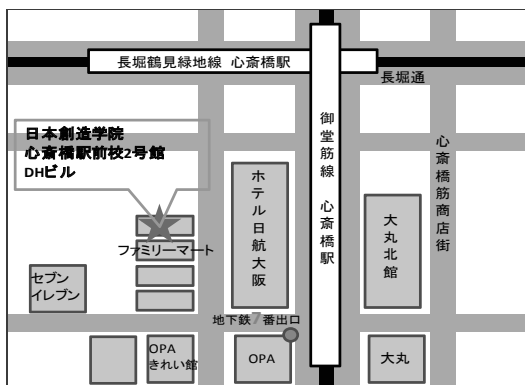 長堀鶴見緑地線 心斎橋駅
長堀通
日本創造学院
心斎橋駅前校2号館
DHビル
御堂筋線 心斎橋駅
心斎橋筋商店街
ホテル日航大阪
大丸北館
ファミリーマート
セブン
イレブン
地下鉄7番出口
OPA
きれい館
OPA
大丸